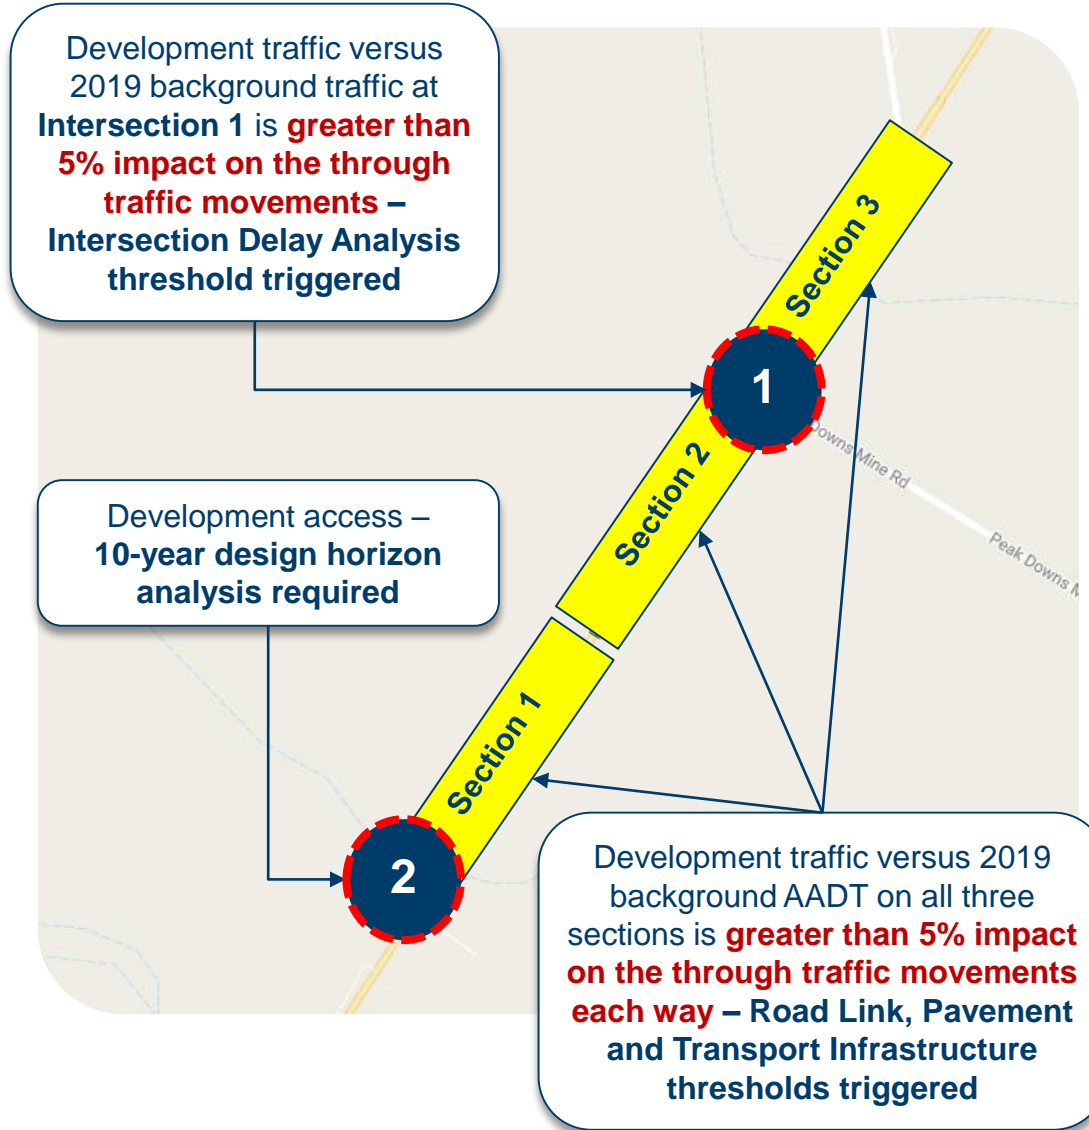 Development traffic versus
2019 background traffic at
Intersection 1 is greater than
5% impact on the through
traffic movements –
Intersection Delay Analysis
threshold triggered
Section 3
1
Downs Mine Rd
Section 2
Peak Downs M
Development access –
10-year design horizon
analysis required
Section 1
2
Development traffic versus 2019
background AADT on all three
sections is greater than 5% impact
on the through traffic movements
each way – Road Link, Pavement
and Transport Infrastructure
thresholds triggered